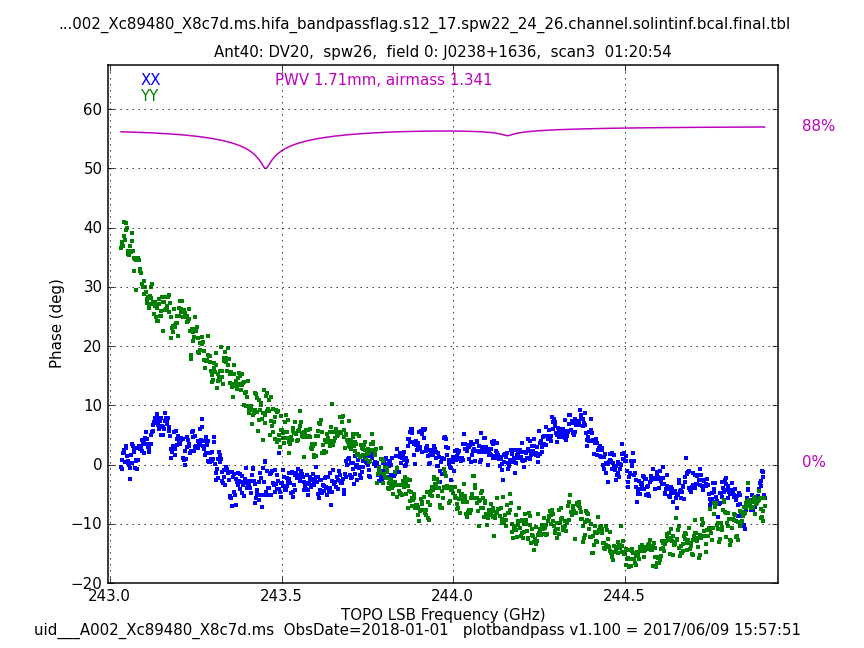 ...002_Xc89480_X8c7d.ms.hifa_bandpassflag.s12_17.spw22_24_26.channel.solintinf.bcal.final.tbl
Ant40: DV20, spw26, field 0: J0238+1636, scan3 01:20:54
XX
PWV 1.71mm, airmass 1.341
YY
88%
0%
60
50
40
30
20
10
0
−10
−20
Phase (deg)
243.0 243.5 244.0 244.5
TOPO LSB Frequency (GHz)
uid___A002_Xc89480_X8c7d.ms ObsDate=2018-01-01 plotbandpass v1.100 = 2017/06/09 15:57:51